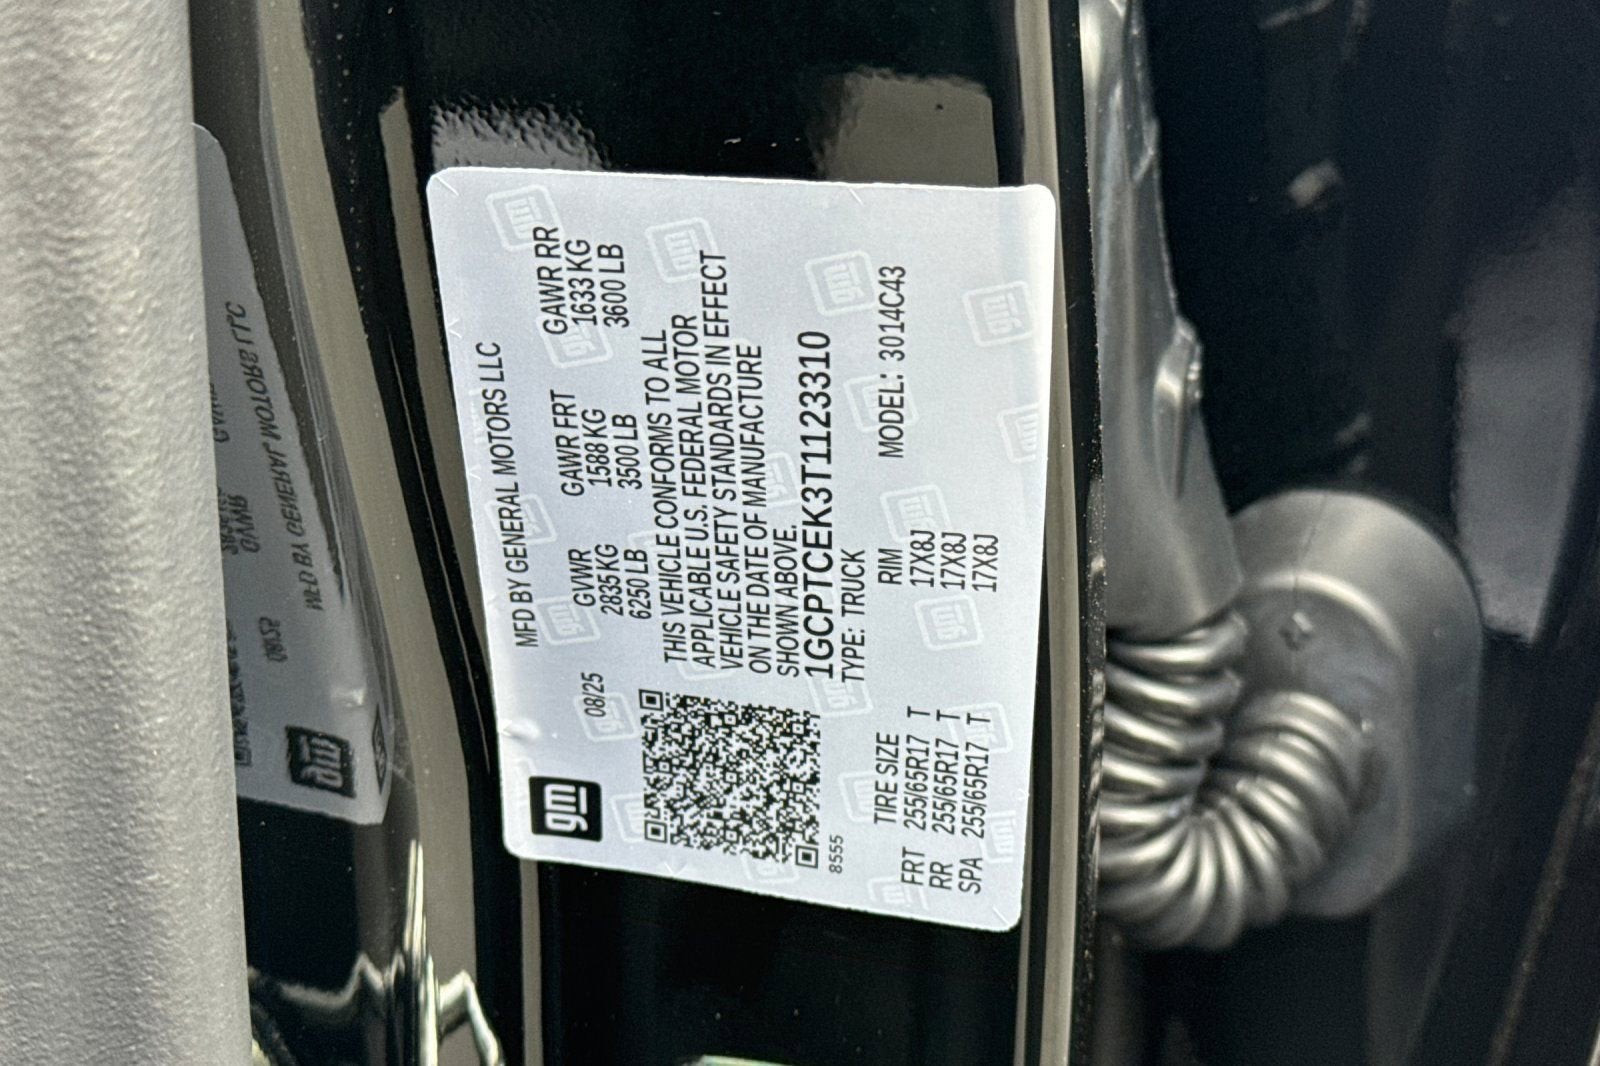 gm
08/25
MFD BY GENERAL MOTORS LLC
GVWR GAWR FRT GAWR RR
2835 KG 1588 KG 1633 KG
6250 LB 3500 LB 3600 LB
THIS VEHICLE CONFORMS TO ALL
APPLICABLE U.S. FEDERAL MOTOR
VEHICLE SAFETY STANDARDS IN EFFECT
ON THE DATE OF MANUFACTURE
SHOWN ABOVE.
1GCPTCEK3T1123310
TYPE: TRUCK MODEL: 3014C43
8555
TIRE SIZE RIM
FRT 255/65R17 T 17X8J
RR 255/65R17 T 17X8J
SPA 255/65R17 T 17X8J